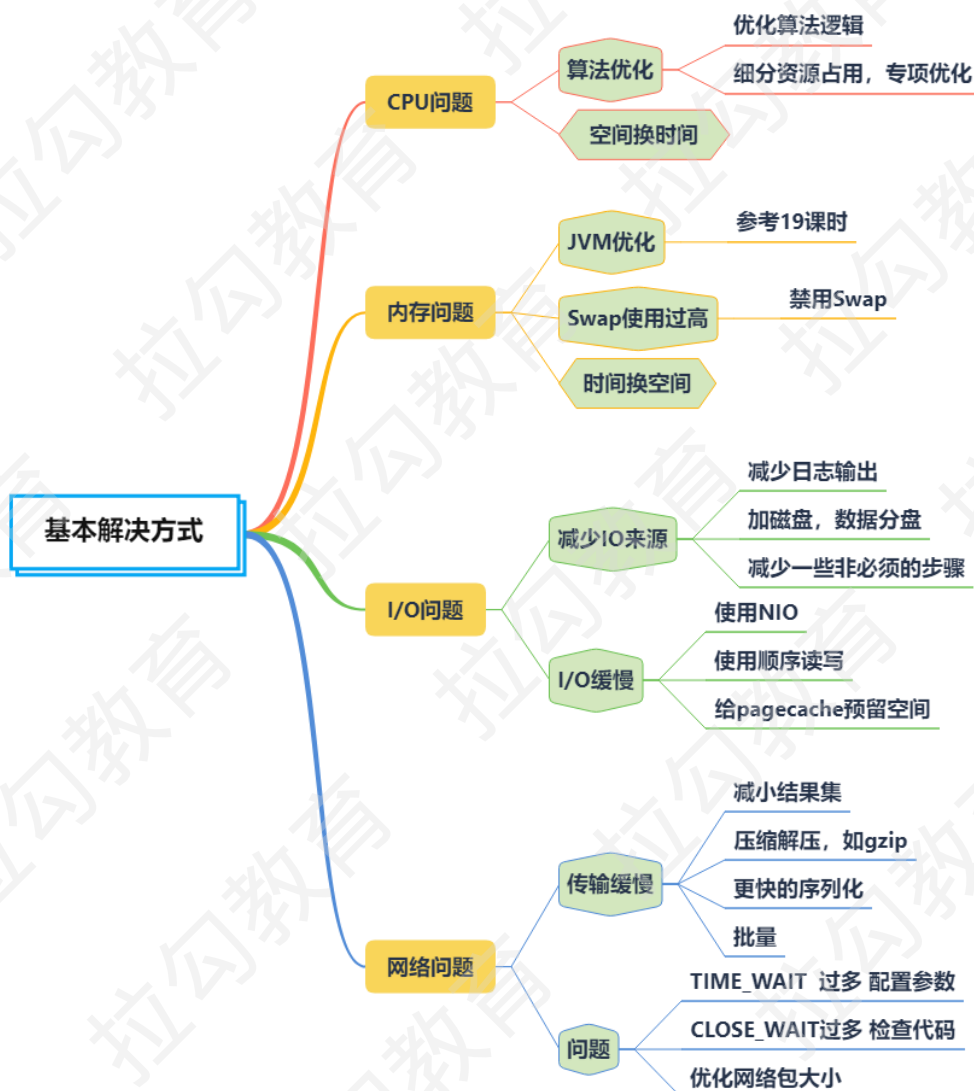 基本解决方式
CPU问题
算法优化
优化算法逻辑
细分资源占用，专项优化
空间换时间
内存问题
JVM优化
参考19课时
Swap使用过高
禁用Swap
时间换空间
I/O问题
减少IO来源
减少日志输出
加磁盘，数据分盘
减少一些非必须的步骤
I/O缓慢
使用NIO
使用顺序读写
给pagecache预留空间
网络问题
传输缓慢
减小结果集
压缩解压，如gzip
更快的序列化
批量
问题
TIME_WAIT 过多 配置参数
CLOSE_WAIT过多 检查代码
优化网络包大小
拉勾教育